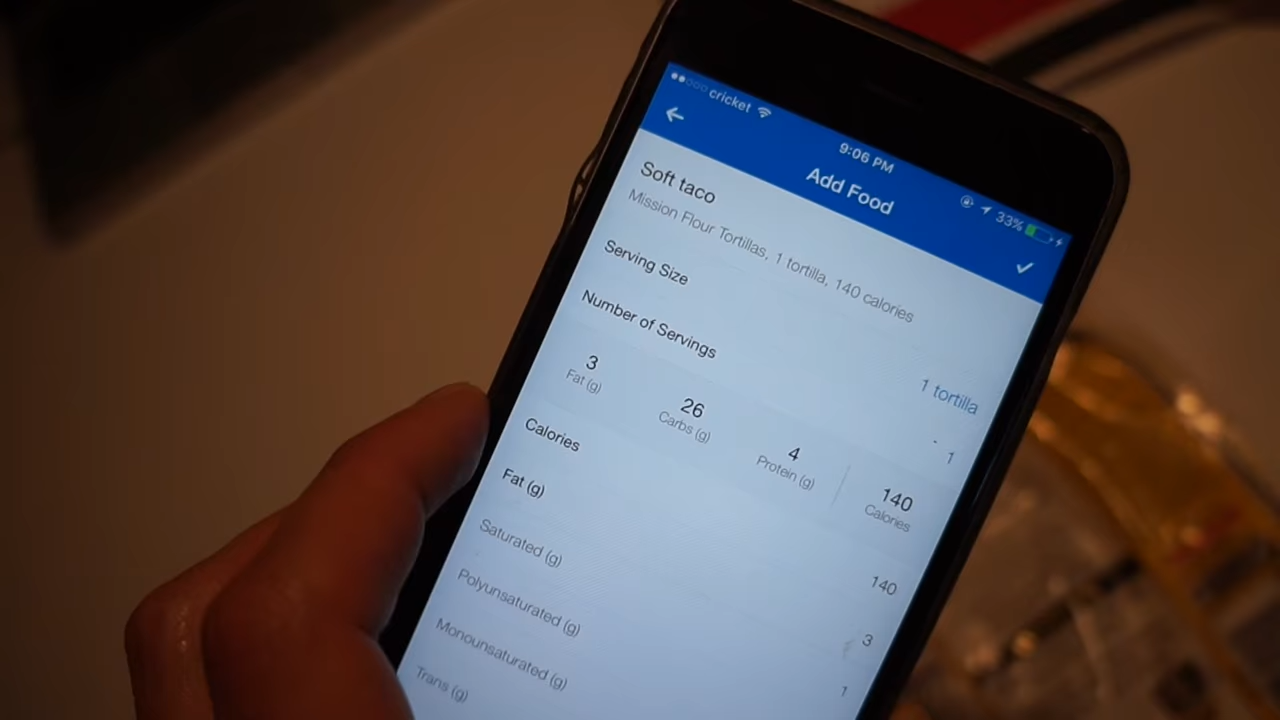 cricket
9:06 PM
33%
Add Food
Soft taco
Mission Flour Tortillas, 1 tortilla, 140 calories
Serving Size 1 tortilla
Number of Servings 1
3 26 4 140
Fat (g) Carbs (g) Protein (g) Calories
Calories 140
Fat (g) 3
Saturated (g) 1
Polyunsaturated (g)
Monounsaturated (g)
Trans (g)